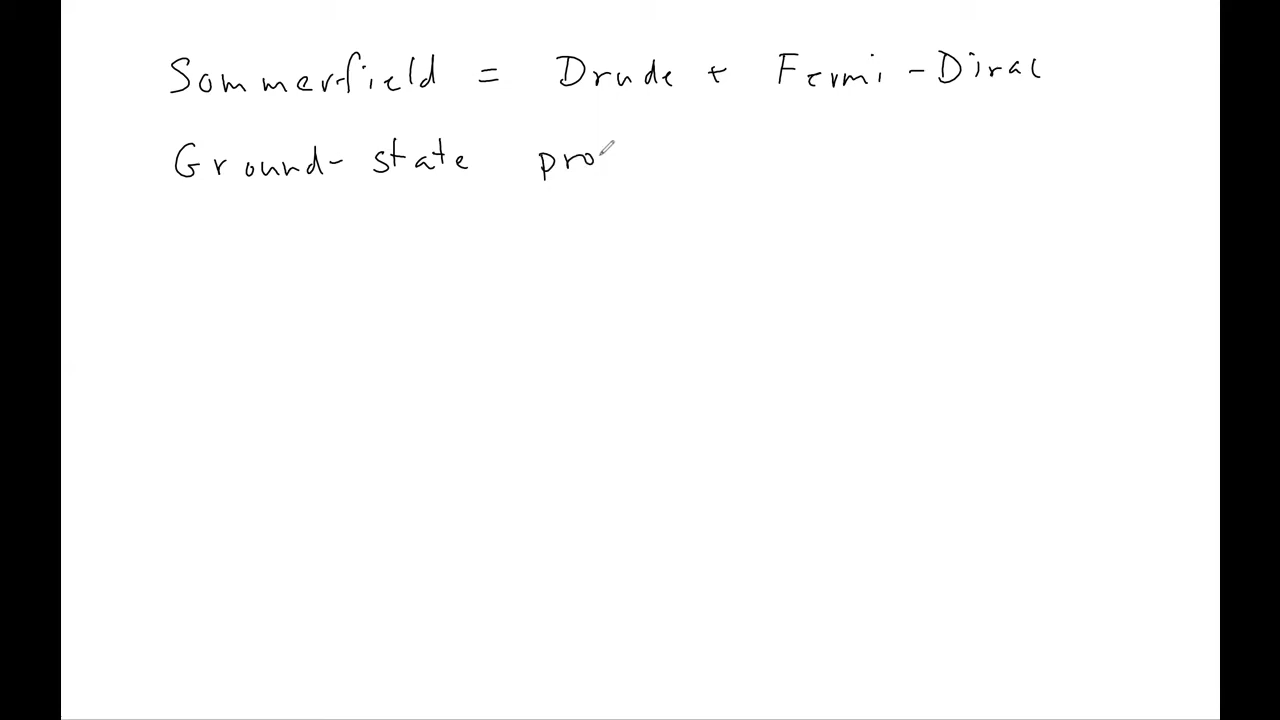 Sommerfield = Drude + Fermi-Dirac
Ground-state pro